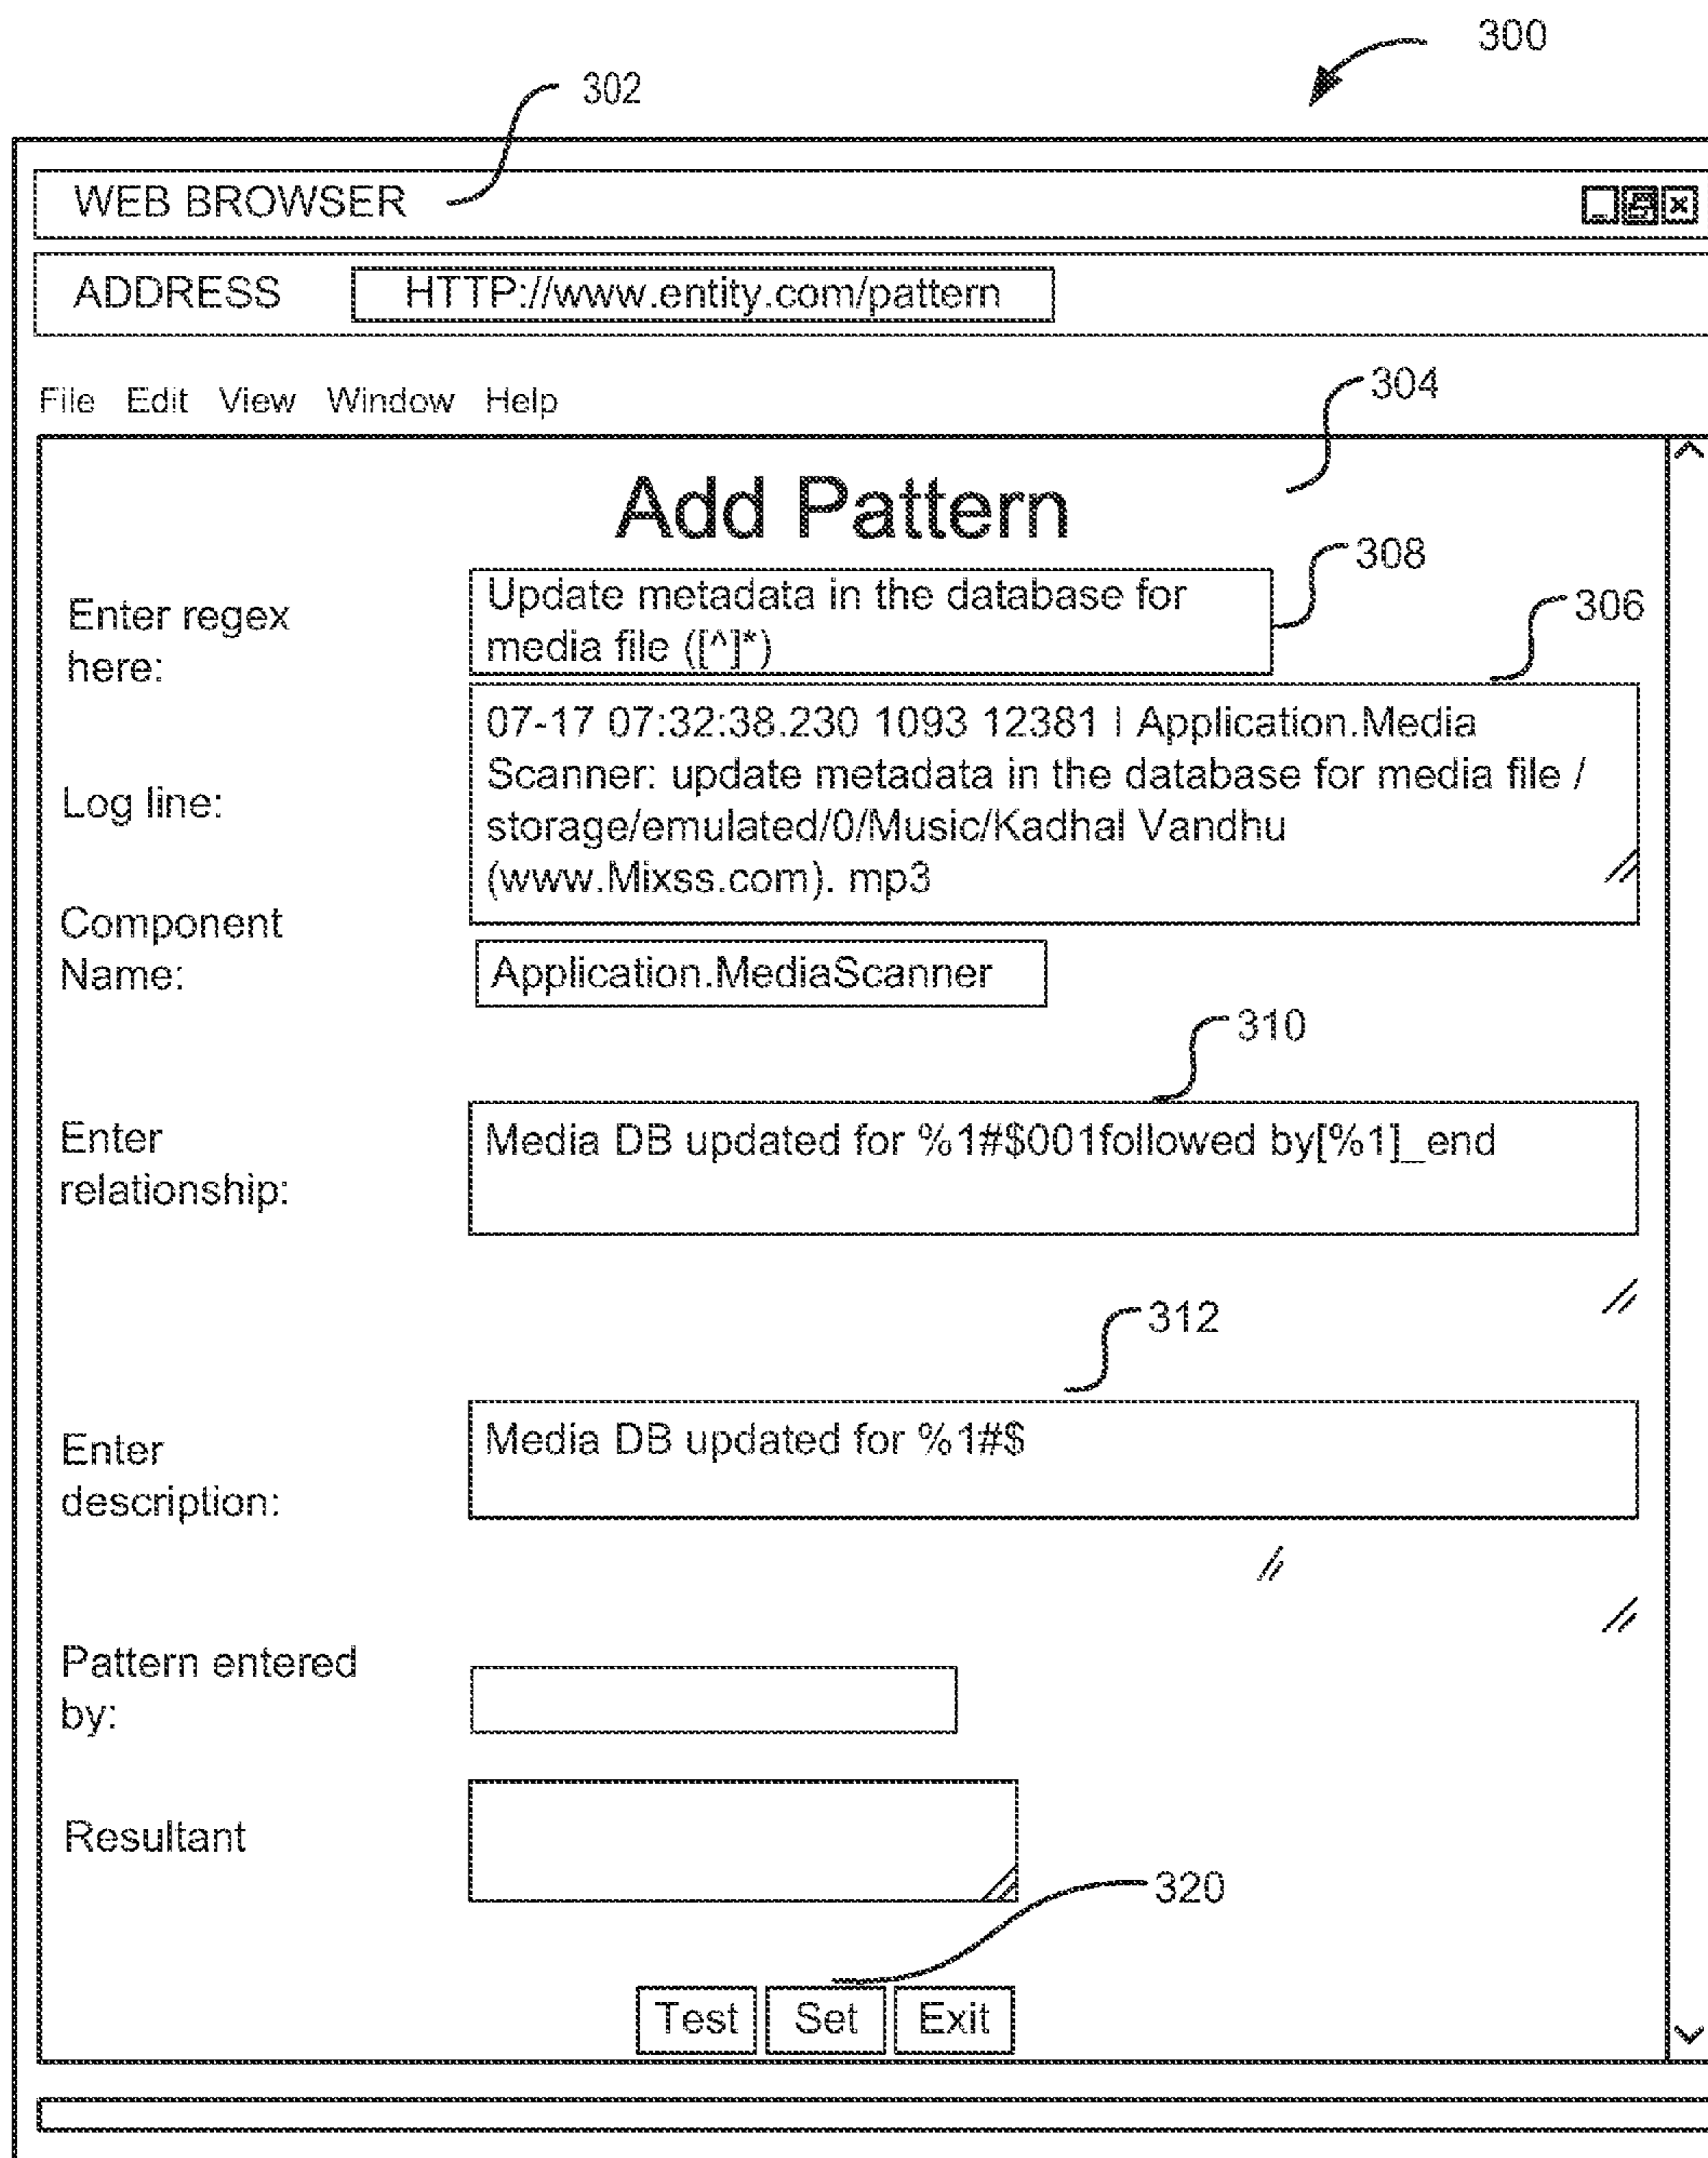 300
302
WEB BROWSER
ADDRESS HTTP://www.entity.com/pattern
File Edit View Window Help
304
Add Pattern
308
306
Enter regex
here:
Update metadata in the database for
media file ([^]*)
Log line:
07-17 07:32:38.230 1093 12381 I Application.Media
Scanner: update metadata in the database for media file /
storage/emulated/0/Music/Kadhal Vandhu
(www.Mixss.com). mp3
Component
Name:
Application.MediaScanner
310
Enter
relationship:
Media DB updated for %1#$001followed by[%1]_end
312
Enter
description:
Media DB updated for %1#$
Pattern entered
by:
Resultant
320
Test Set Exit